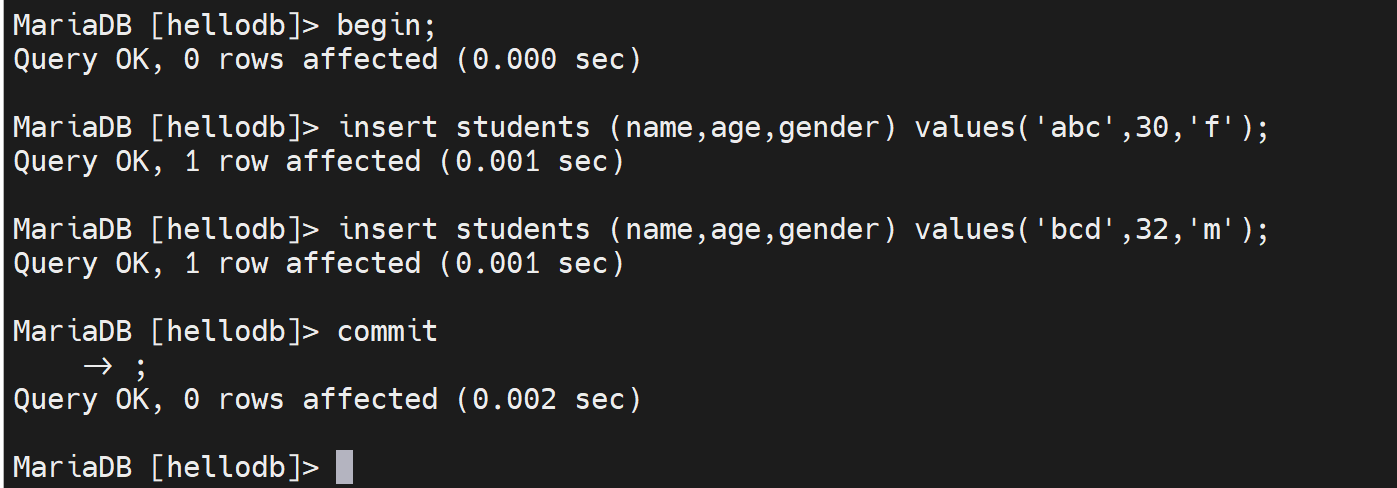 MariaDB [hellodb]> begin;
Query OK, 0 rows affected (0.000 sec)
MariaDB [hellodb]> insert students (name,age,gender) values('abc',30,'f');
Query OK, 1 row affected (0.001 sec)
MariaDB [hellodb]> insert students (name,age,gender) values('bcd',32,'m');
Query OK, 1 row affected (0.001 sec)
MariaDB [hellodb]> commit
    → ;
Query OK, 0 rows affected (0.002 sec)
MariaDB [hellodb]>